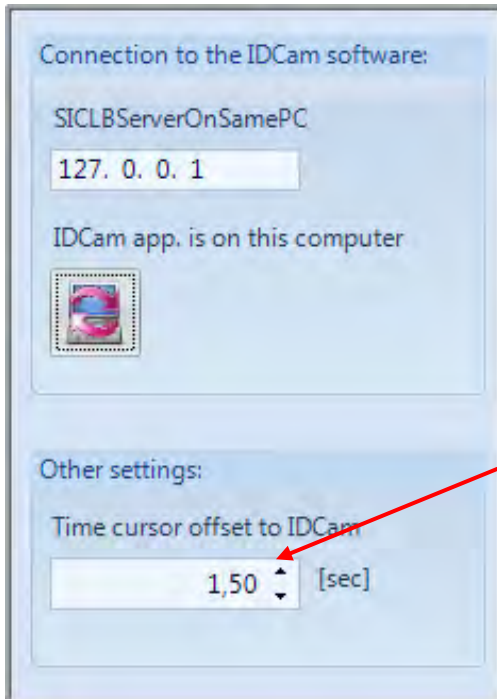 Connection to the IDCam software:
SICLBServerOnSamePC
127. 0. 0. 1
IDCam app. is on this computer
Other settings:
Time cursor offset to IDCam
1,50 [sec]